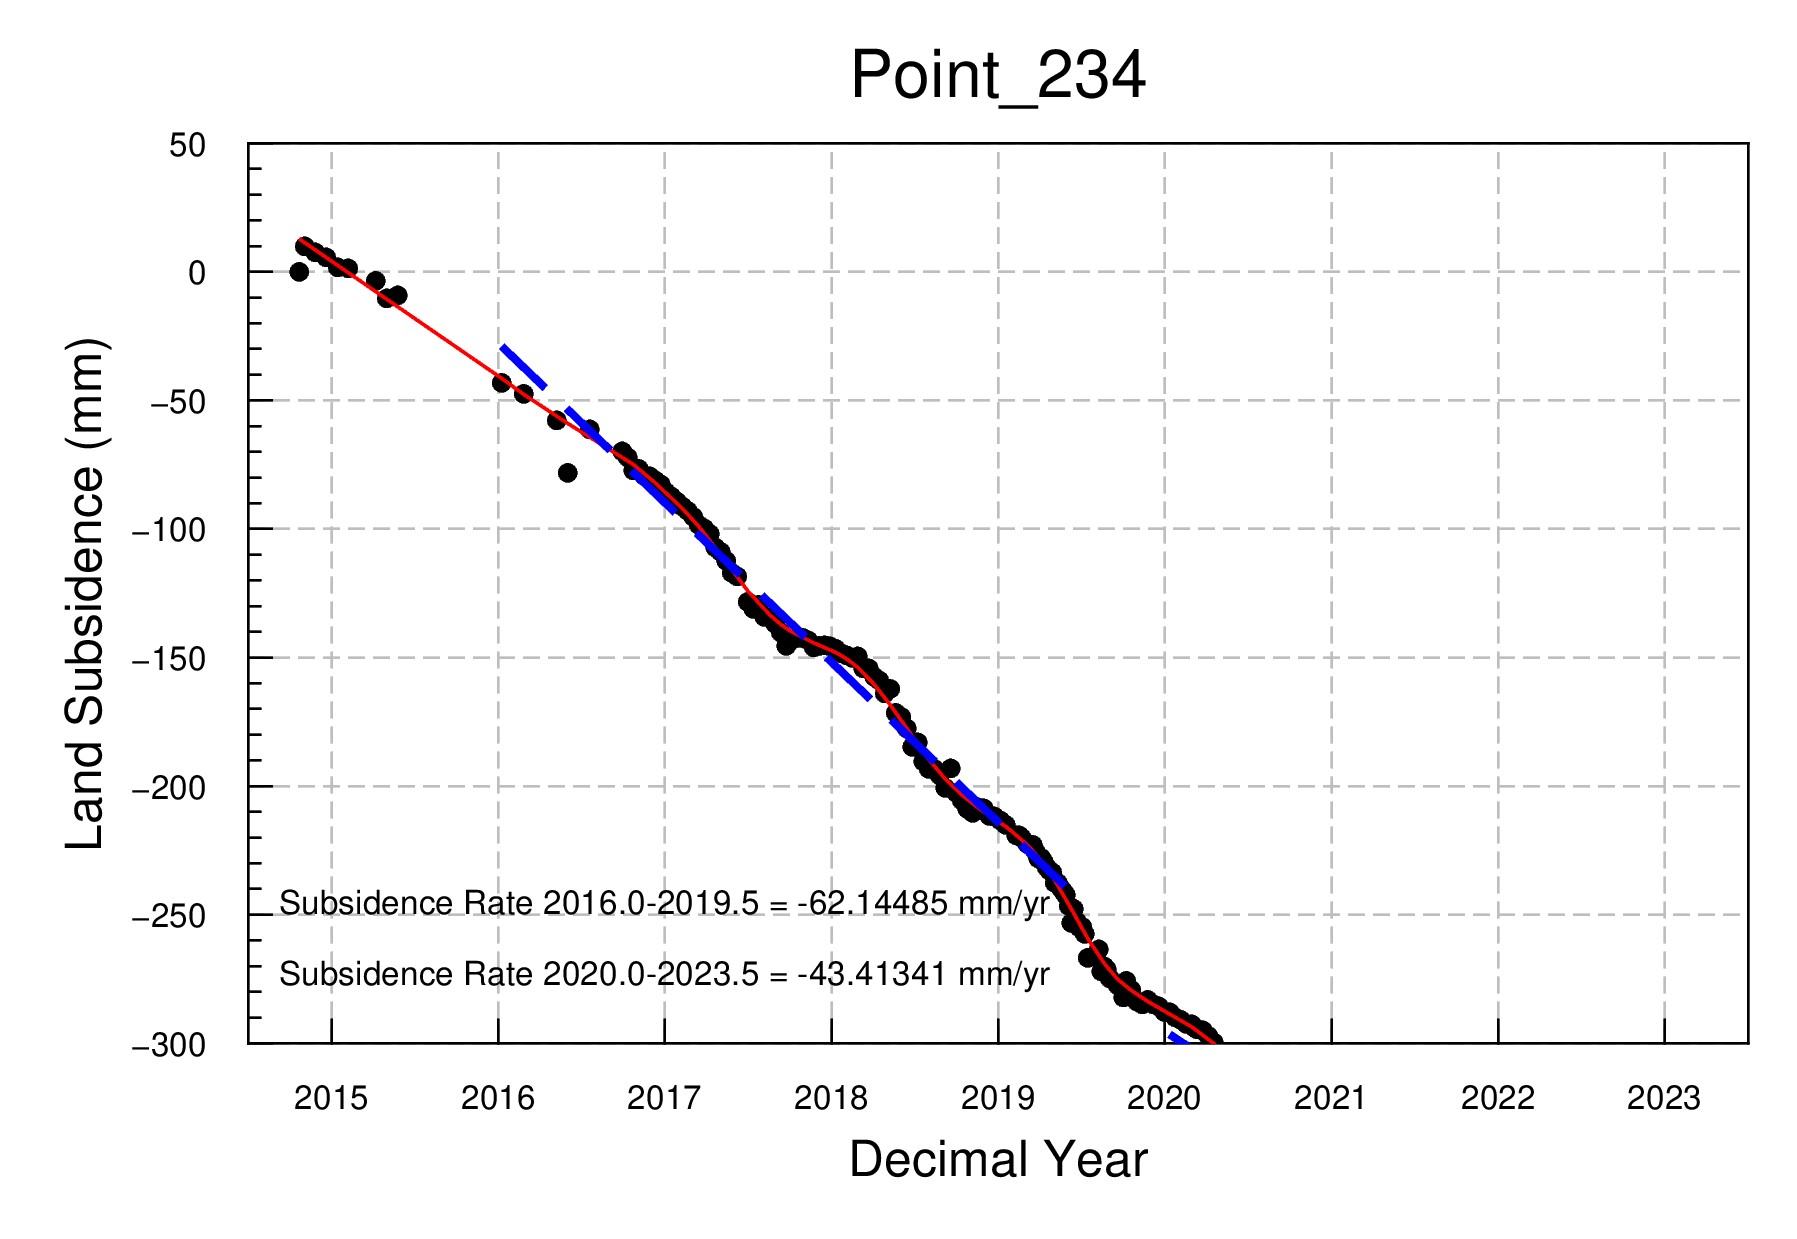 Point_234
50
0
−50
−100
−150
−200
−250
−300
Land Subsidence (mm)
Subsidence Rate 2016.0-2019.5 = -62.14485 mm/yr
Subsidence Rate 2020.0-2023.5 = -43.41341 mm/yr
2015 2016 2017 2018 2019 2020 2021 2022 2023
Decimal Year